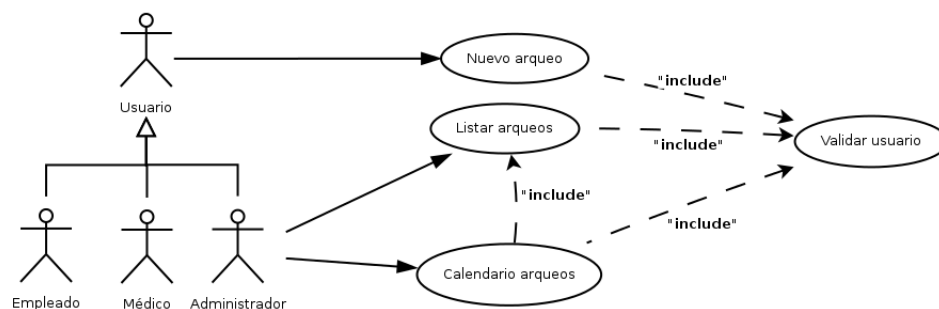 Usuario
Nuevo arqueo
"include"
Listar arqueos
"include"
Validar usuario
"include"
"include"
Calendario arqueos
Empleado
Médico
Administrador